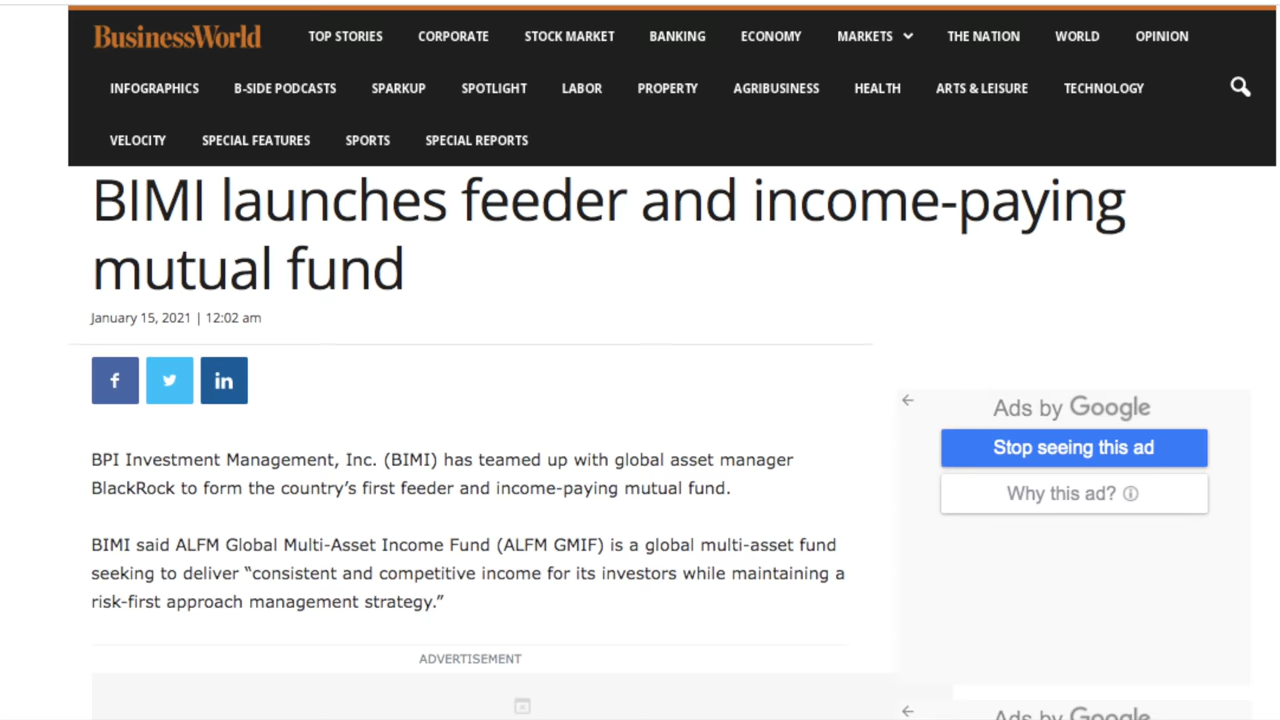 BusinessWorld TOP STORIES CORPORATE STOCK MARKET BANKING ECONOMY MARKETS THE NATION WORLD OPINION
INFOGRAPHICS B-SIDE PODCASTS SPARKUP SPOTLIGHT LABOR PROPERTY AGRIBUSINESS HEALTH ARTS & LEISURE TECHNOLOGY
VELOCITY SPECIAL FEATURES SPORTS SPECIAL REPORTS
BIMI launches feeder and income-paying
mutual fund
January 15, 2021 | 12:02 am
f in
Ads by Google
Stop seeing this ad
Why this ad?
BPI Investment Management, Inc. (BIMI) has teamed up with global asset manager
BlackRock to form the country’s first feeder and income-paying mutual fund.
BIMI said ALFM Global Multi-Asset Income Fund (ALFM GMIF) is a global multi-asset fund
seeking to deliver “consistent and competitive income for its investors while maintaining a
risk-first approach management strategy.”
ADVERTISEMENT
Ads by Google